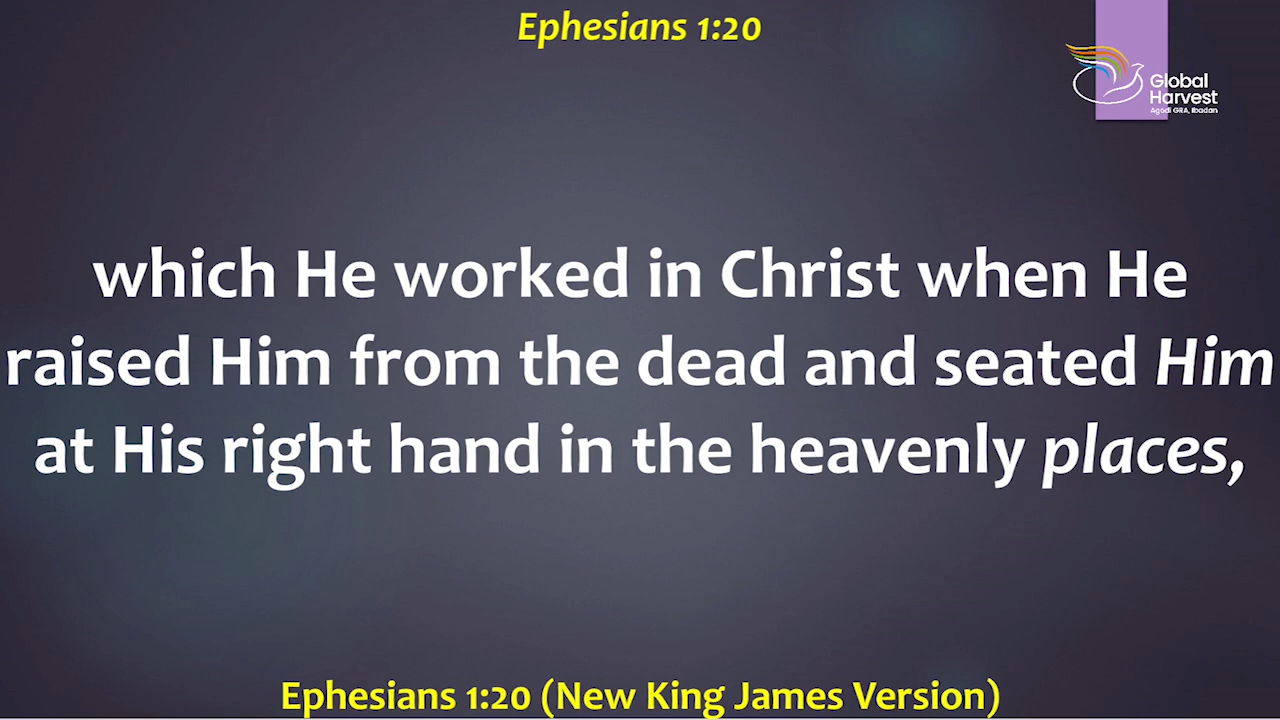 Ephesians 1:20
Global
Harvest
Agodi GRA, Ibadan
which He worked in Christ when He
raised Him from the dead and seated Him
at His right hand in the heavenly places,
Ephesians 1:20 (New King James Version)